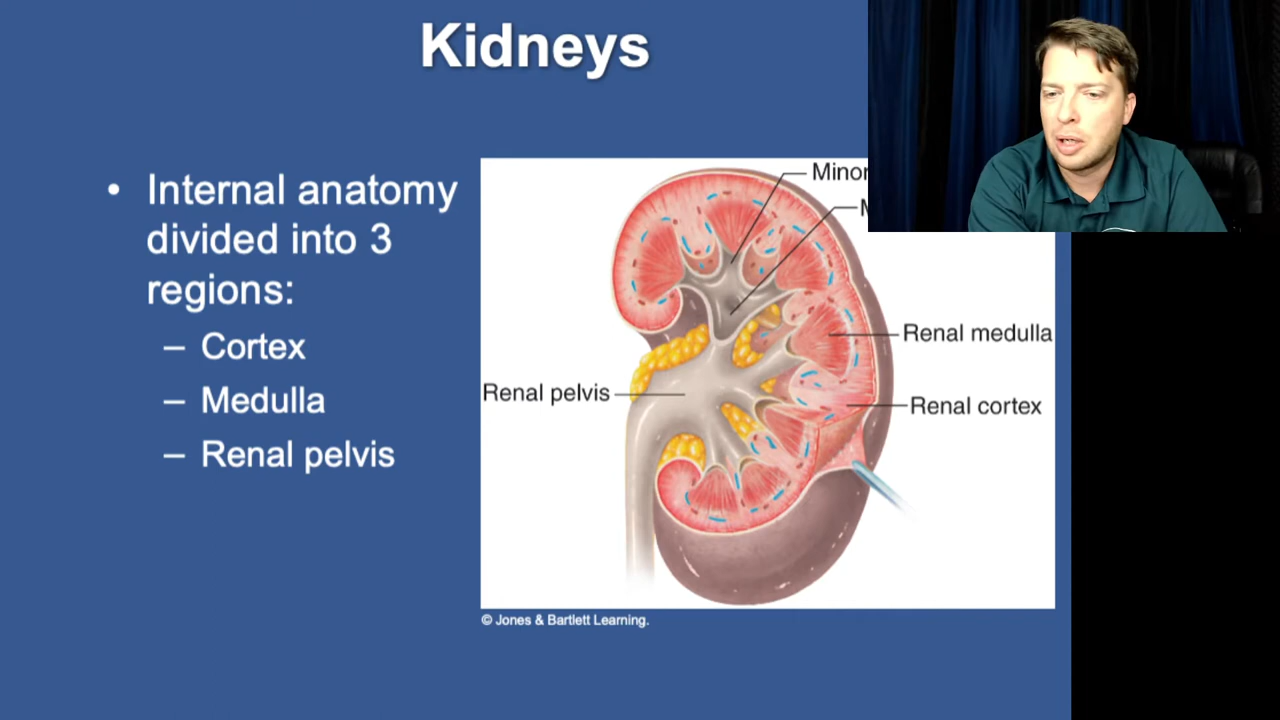 Kidneys
• Internal anatomy
divided into 3
regions:
– Cortex
– Medulla
– Renal pelvis
Minor
Renal medulla
Renal pelvis
Renal cortex
© Jones & Bartlett Learning.